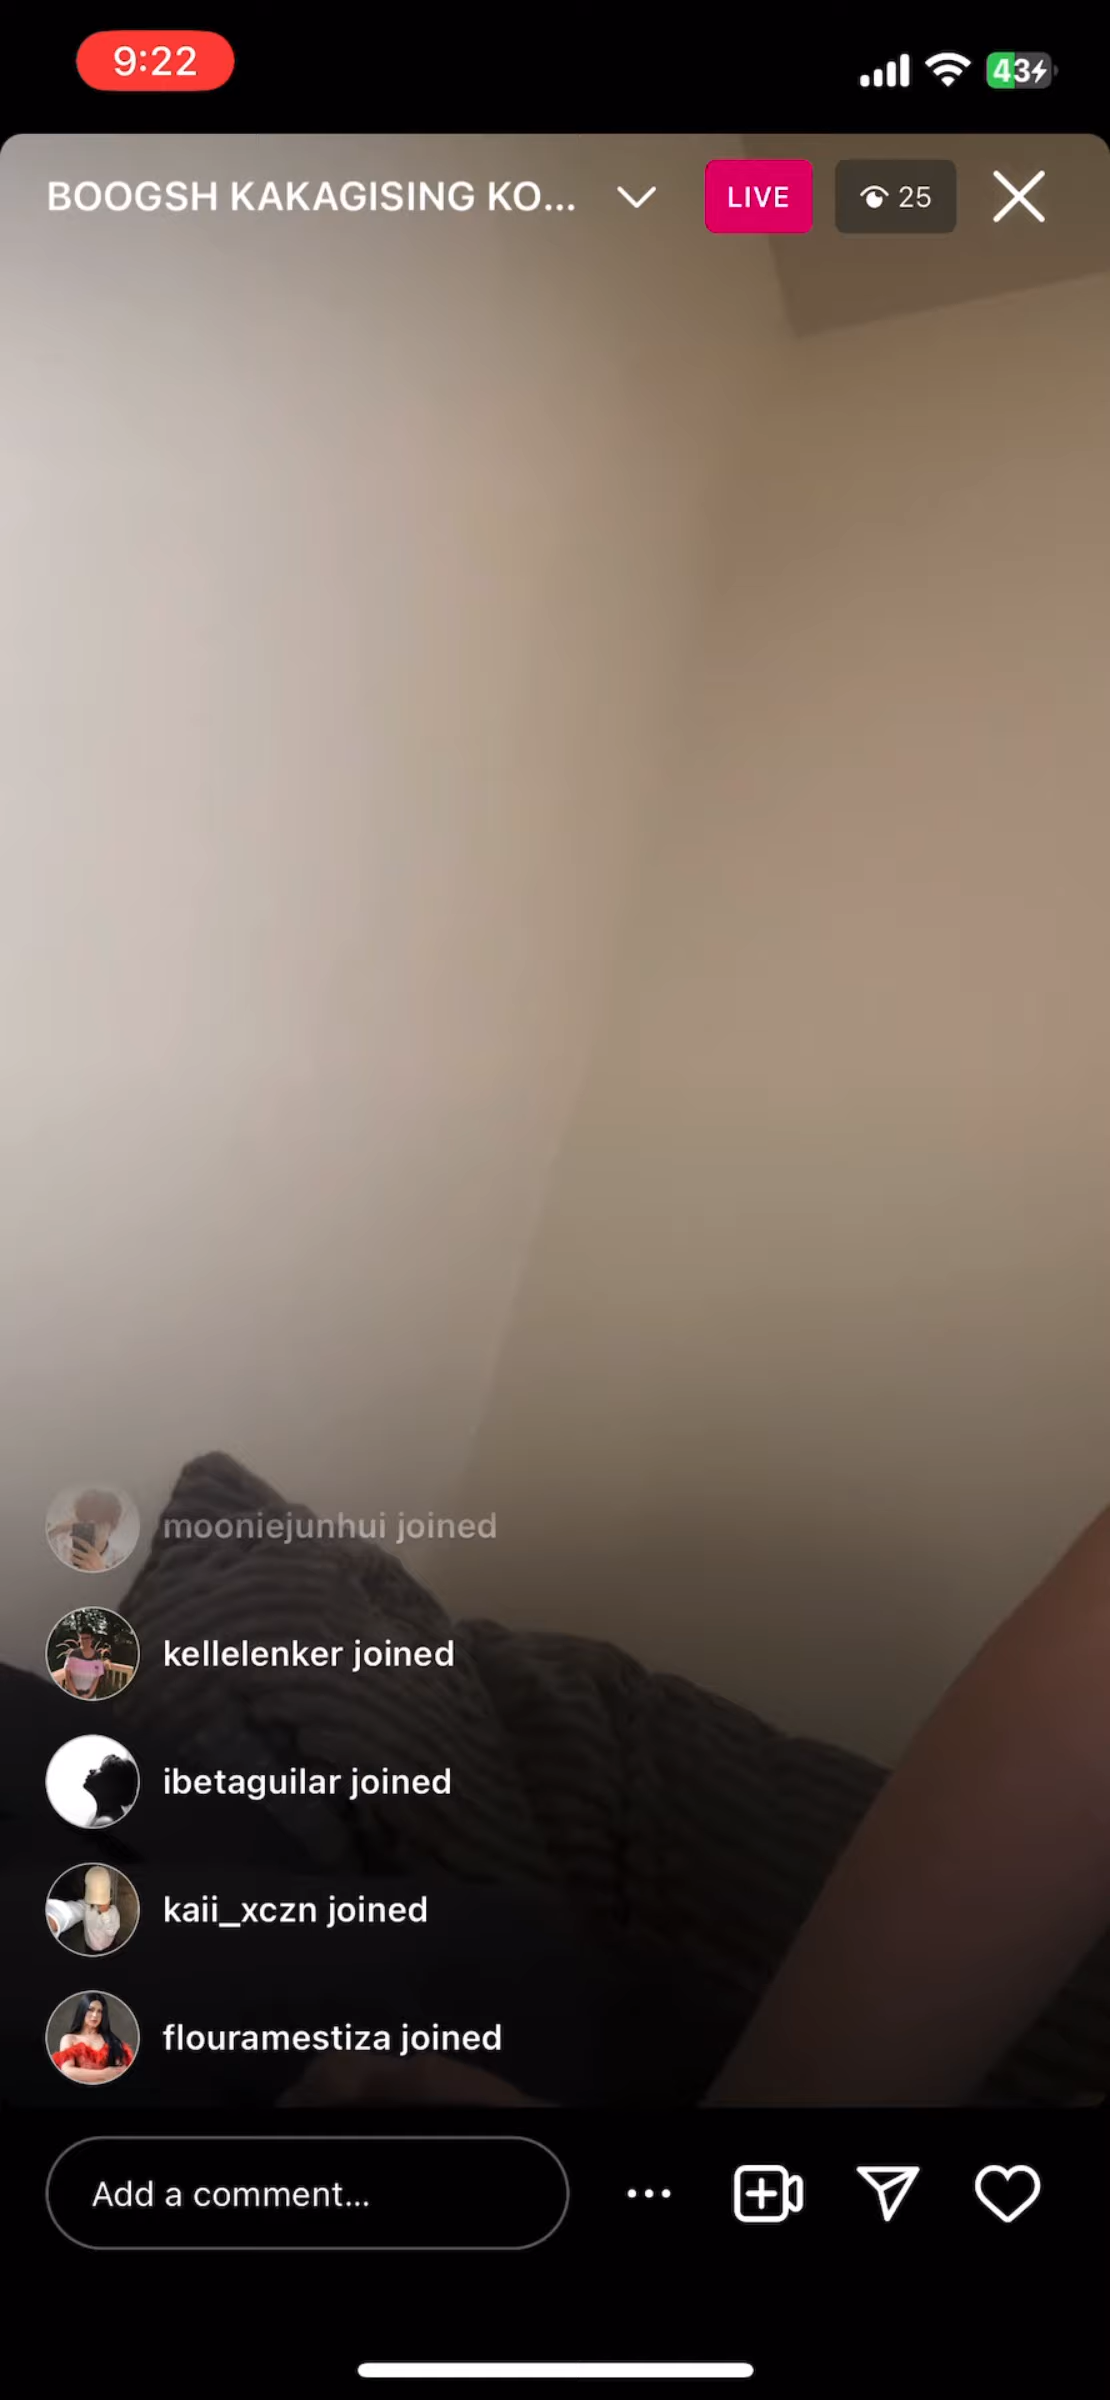 9:22
43
BOOGSH KAKAGISING KO...
LIVE
25
mooniejunhui joined
kellelenker joined
ibetaguilar joined
kaii_xczn joined
flouramestiza joined
Add a comment...